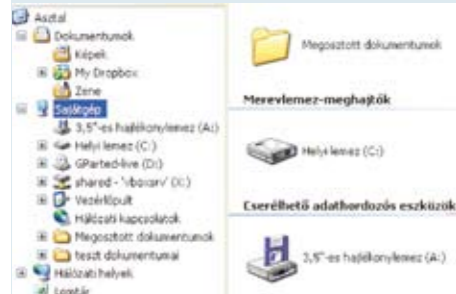 Asztal
Dokumentumok
Képek
My Dropbox
Zene
Sajátgép
3,5"-es hajlékonylemez (A:)
Helyi lemez (C:)
GParted-live (D:)
shared - 'vboxsrv' (X:)
Vezérlőpult
Hálózati kapcsolatok
Megosztott dokumentumok
teszt dokumentumai
Hálózati helyek
Lomtár
Megosztott dokumentumok
Merevlemez-meghajtók
Helyi lemez (C:)
Cserélhető adathordozós eszközök
3,5"-es hajlékonylemez (A:)